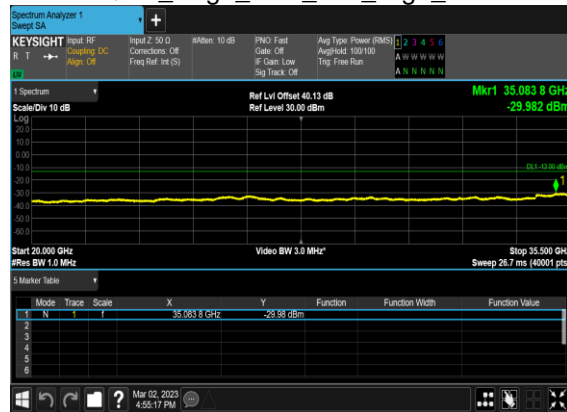 Spectrum Analyzer 1
Swept SA
+
KEYSIGHT Input: RF Input Z: 50 Ω #Atten: 10 dB PNO: Fast Avg Type: Power (RMS) 1 2 3 4 5 6
R T Coupling: DC Corrections: Off Gate: Off Avg|Hold: 100/100 A W W W W W
Align: Off Freq Ref: Int (S) IF Gain: Low Trig: Free Run
Sig Track: Off A N N N N N
1 Spectrum Ref Lvl Offset 40.13 dB Mkr1 35.083 8 GHz
Scale/Div 10 dB Ref Level 30.00 dBm -29.982 dBm
Log
20.0
10.0
0.00
-10.0 DL1 -13.00 dBm
-20.0 1
-30.0
-40.0
-50.0
-60.0
Start 20.000 GHz Video BW 3.0 MHz* Stop 35.500 GHz
#Res BW 1.0 MHz Sweep 26.7 ms (40001 pts)
5 Marker Table
Mode Trace Scale X Y Function Function Width Function Value
1 N 1 f 35.083 8 GHz -29.98 dBm
2
3
4
5
6
? Mar 02, 2023
4:55:17 PM